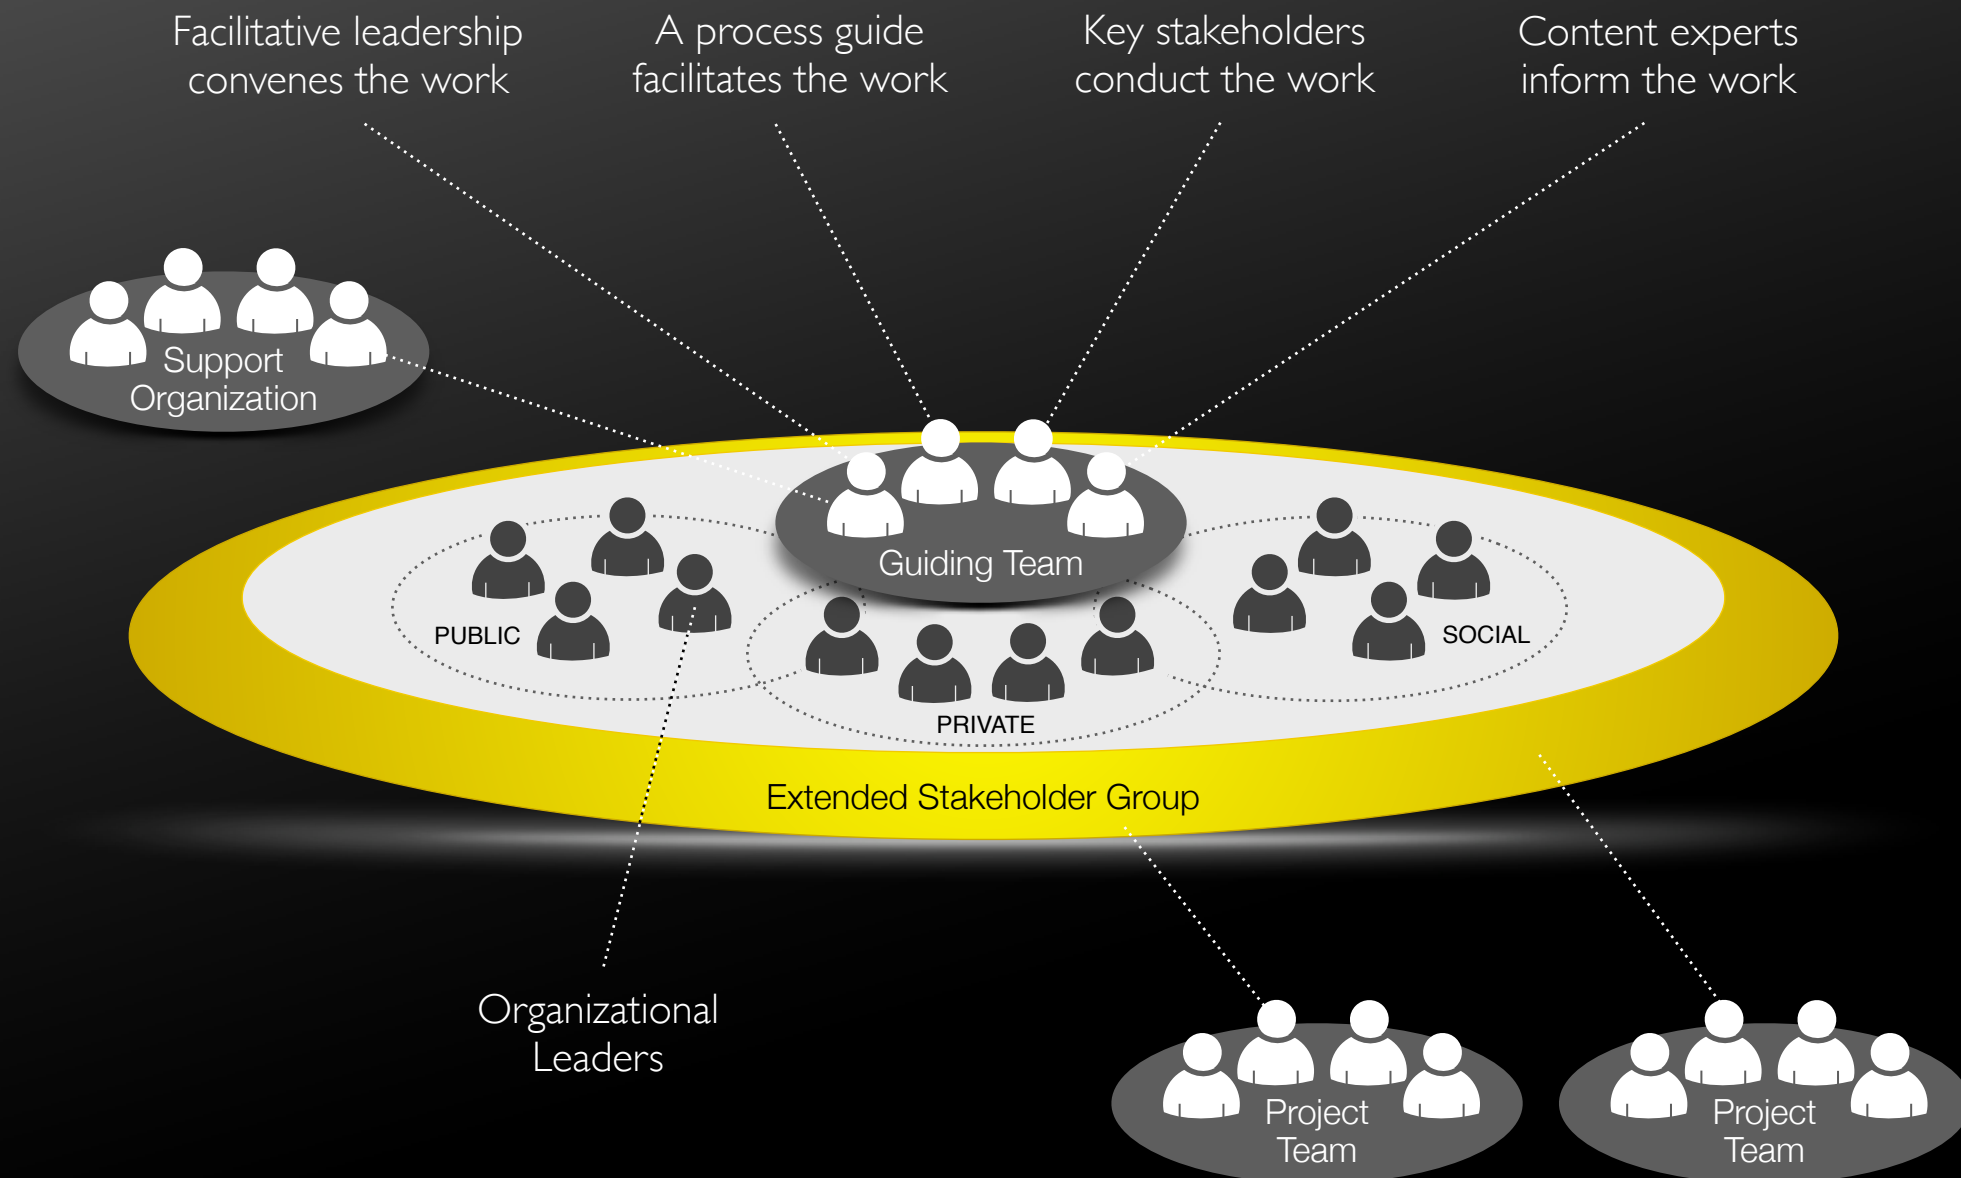 Facilitative leadership
convenes the work
A process guide
facilitates the work
Key stakeholders
conduct the work
Content experts
inform the work
Support
Organization
Guiding Team
PUBLIC
SOCIAL
PRIVATE
Extended Stakeholder Group
Organizational
Leaders
Project
Team
Project
Team